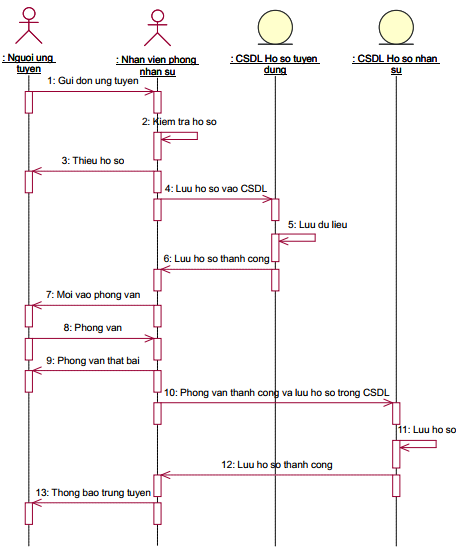 : Nguoi ung
tuyen
: Nhan vien phong
nhan su
: CSDL Ho so tuyen
dung
: CSDL Ho so nhan
su
1: Gui don ung tuyen
2: Kiem tra ho so
3: Thieu ho so
4: Luu ho so vao CSDL
5: Luu du lieu
6: Luu ho so thanh cong
7: Moi vao phong van
8: Phong van
9: Phong van that bai
10: Phong van thanh cong va luu ho so trong CSDL
11: Luu ho so
12: Luu ho so thanh cong
13: Thong bao trung tuyen